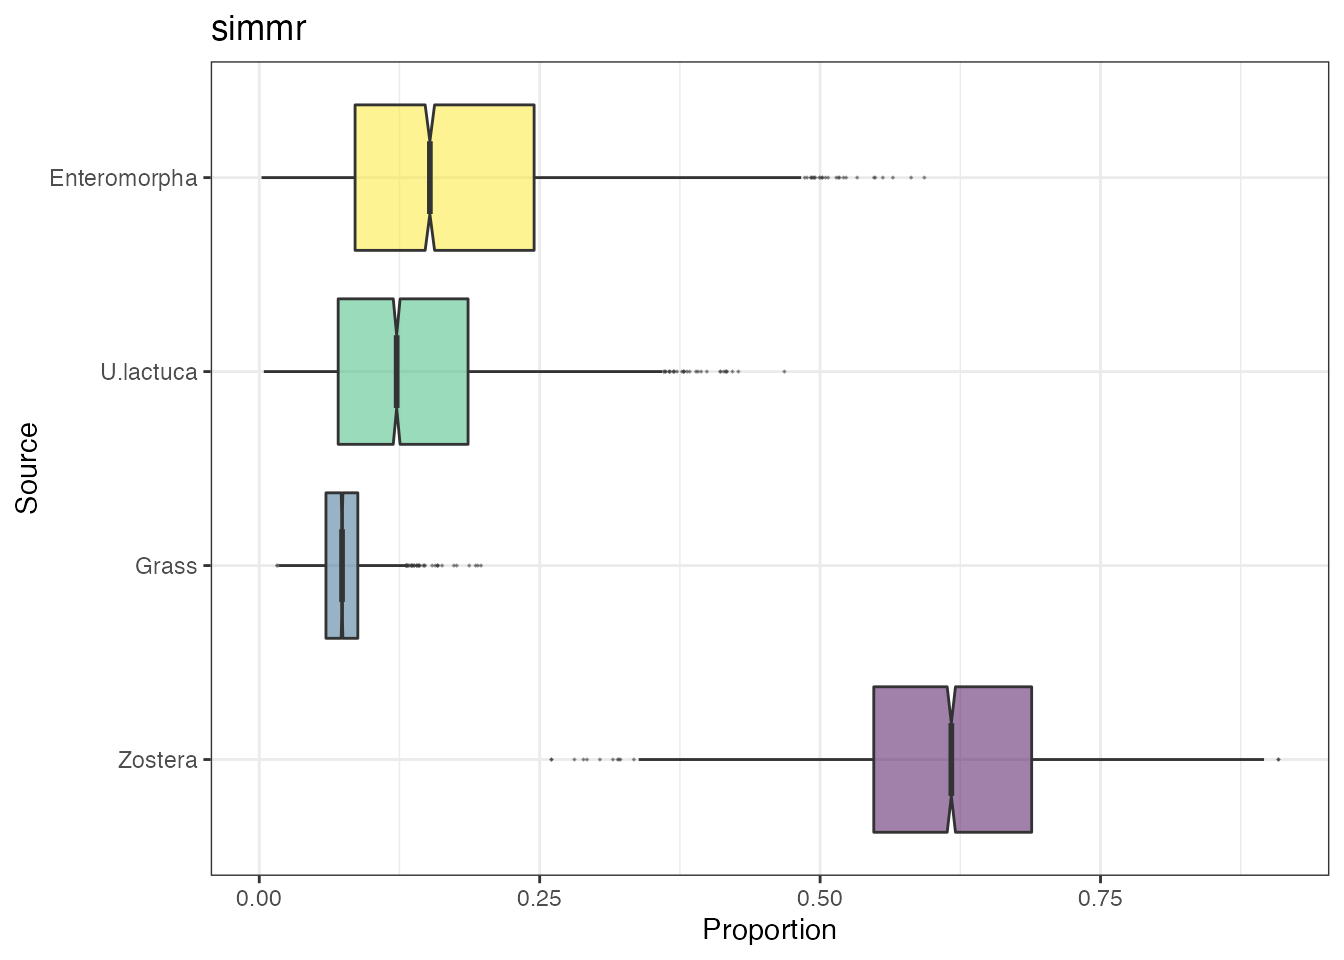 simmr
Enteromorpha
U.lactuca
Grass
Zostera
Source
0.00 0.25 0.50 0.75
Proportion